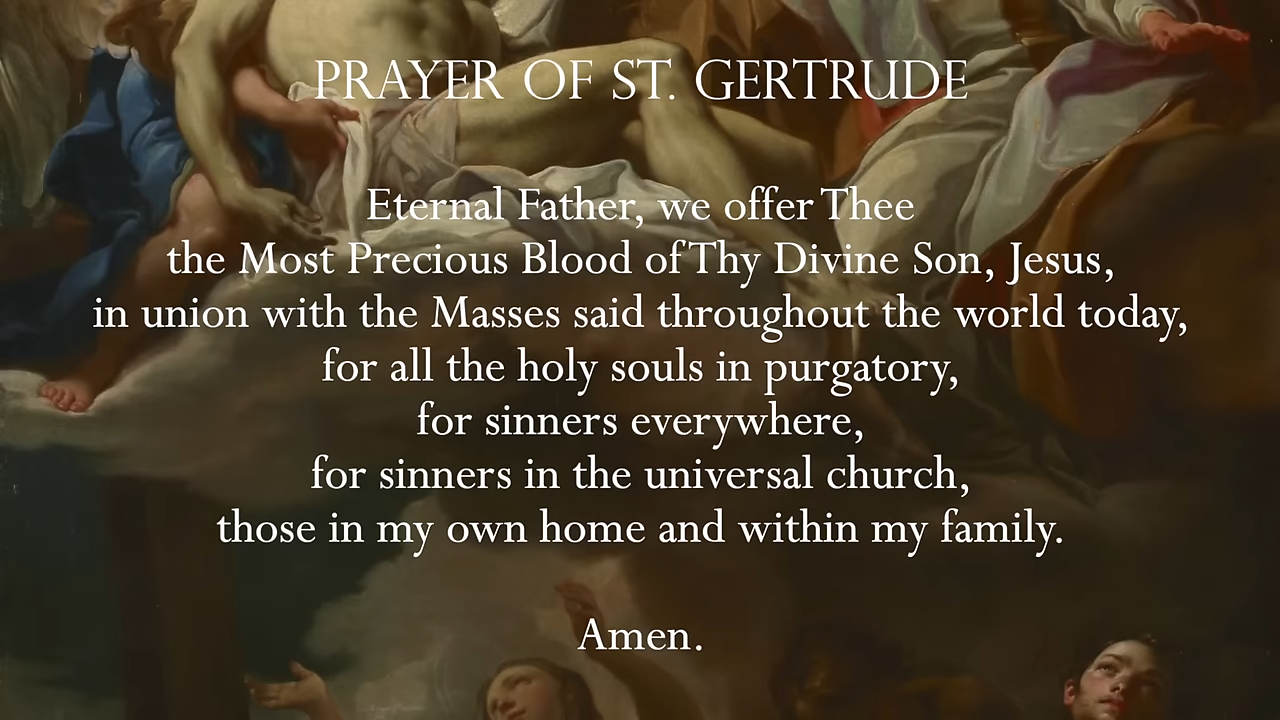 PRAYER OF ST. GERTRUDE
Eternal Father, we offer Thee
the Most Precious Blood of Thy Divine Son, Jesus,
in union with the Masses said throughout the world today,
for all the holy souls in purgatory,
for sinners everywhere,
for sinners in the universal church,
those in my own home and within my family.
Amen.